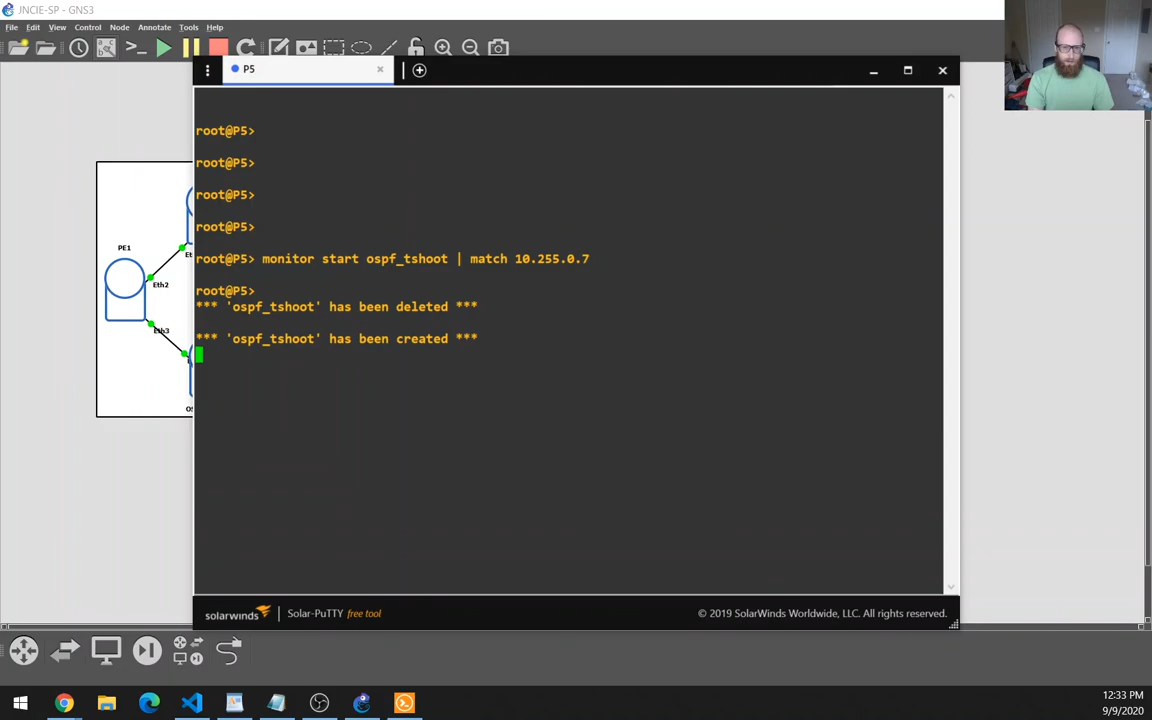 JNCIE-SP - GNS3
File Edit View Control Node Annotate Tools Help
P5
root@P5>
root@P5>
root@P5>
root@P5>
root@P5> monitor start ospf_tshoot | match 10.255.0.7
root@P5>
*** 'ospf_tshoot' has been deleted ***
*** 'ospf_tshoot' has been created ***
PE1
Eth2
Eth3
solarwinds
Solar-PuTTY free tool
© 2019 SolarWinds Worldwide, LLC. All rights reserved.
12:33 PM
9/9/2020